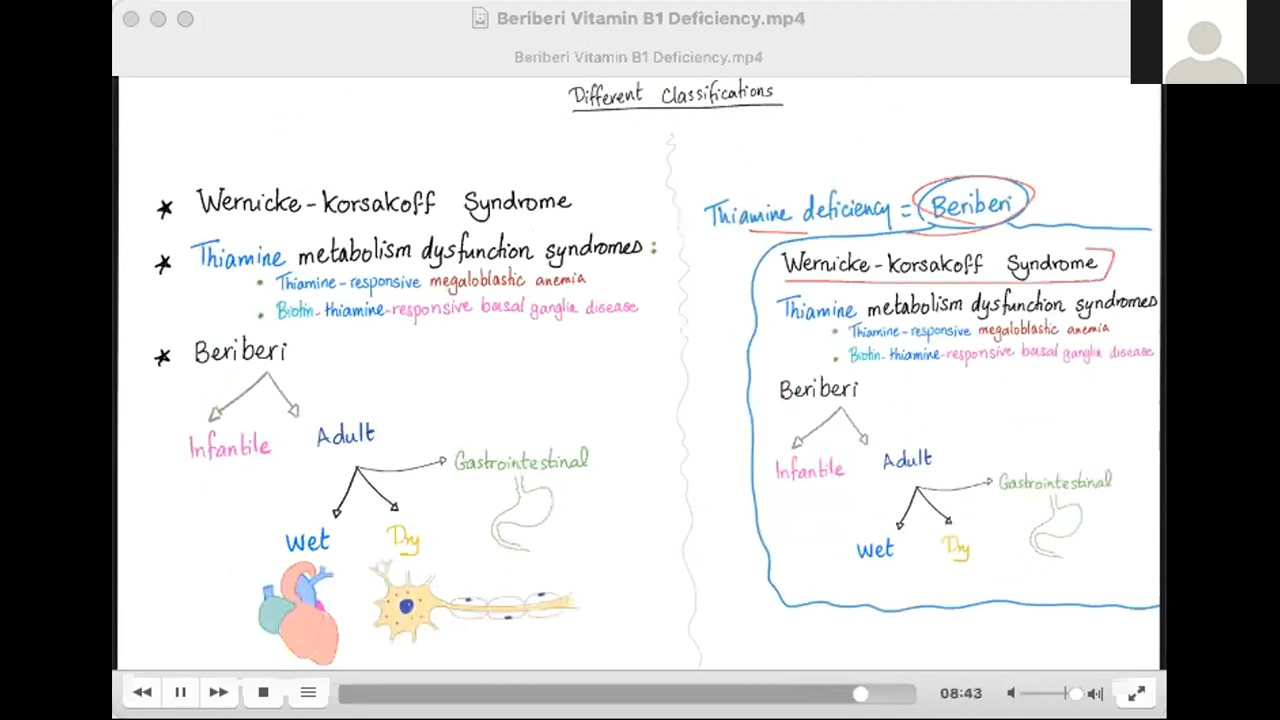 Beriberi Vitamin B1 Deficiency.mp4
Beriberi Vitamin B1 Deficiency.mp4
Different Classifications
★ Wernicke-Korsakoff Syndrome
★ Thiamine metabolism dysfunction syndromes:
• Thiamine-responsive megaloblastic anemia
• Biotin-thiamine-responsive basal ganglia disease
★ Beriberi
Infantile
Adult
Gastrointestinal
Wet
Dry
Thiamine deficiency = Beriberi
Wernicke-Korsakoff Syndrome
Thiamine metabolism dysfunction syndromes
• Thiamine-responsive megaloblastic anemia
• Biotin-thiamine-responsive basal ganglia disease
Beriberi
Infantile
Adult
Gastrointestinal
Wet
Dry
08:43